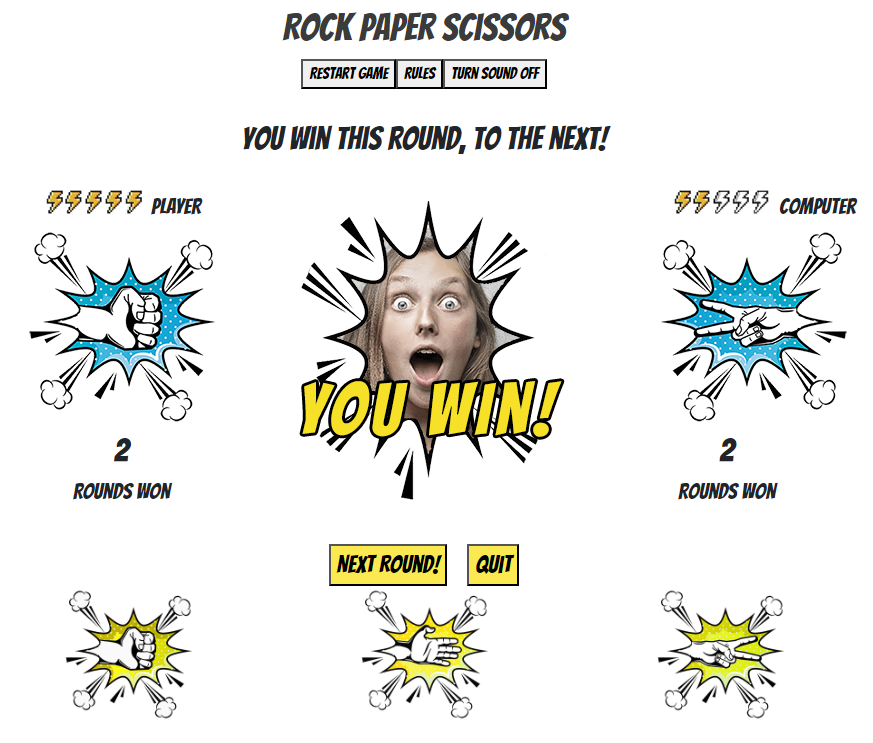 ROCK PAPER SCISSORS
RESTART GAME RULES TURN SOUND OFF
YOU WIN THIS ROUND, TO THE NEXT!
PLAYER
COMPUTER
YOU WIN!
2
2
ROUNDS WON
ROUNDS WON
NEXT ROUND! QUIT